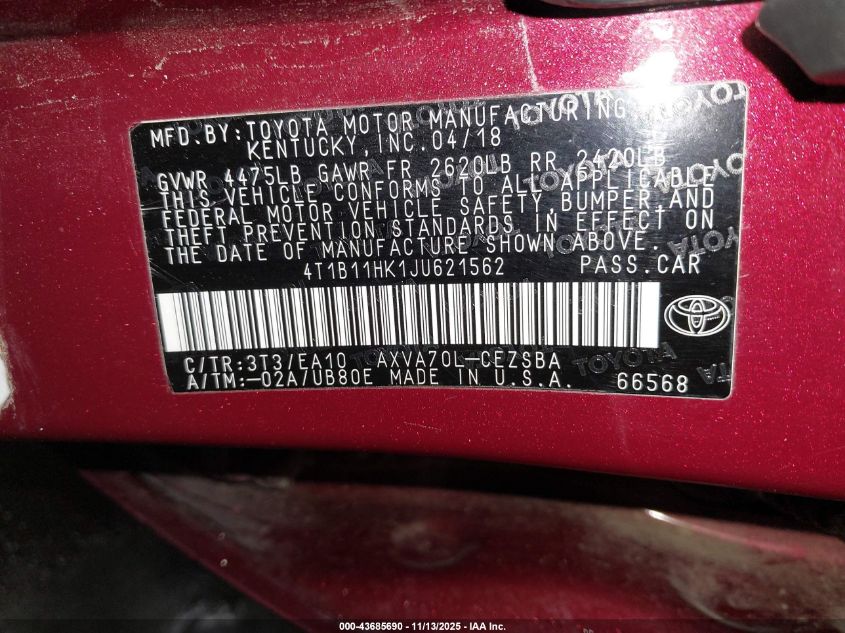 MFD. BY: TOYOTA MOTOR MANUFACTURING
KENTUCKY, INC. 04/18
GVWR 4475LB GAWR FR 2620LB RR 2420LB
THIS VEHICLE CONFORMS TO ALL APPLICABLE
FEDERAL MOTOR VEHICLE SAFETY, BUMPER, AND
THEFT PREVENTION STANDARDS IN EFFECT ON
THE DATE OF MANUFACTURE SHOWN ABOVE.
4T1B11HK1JU621562 PASS. CAR
C/TR: 3T3/EA10 AXVA70L-CEZSBA
A/TM: -02A/UB80E MADE IN U.S.A. 66568
000-43685690 - 11/13/2025 - IAA Inc.